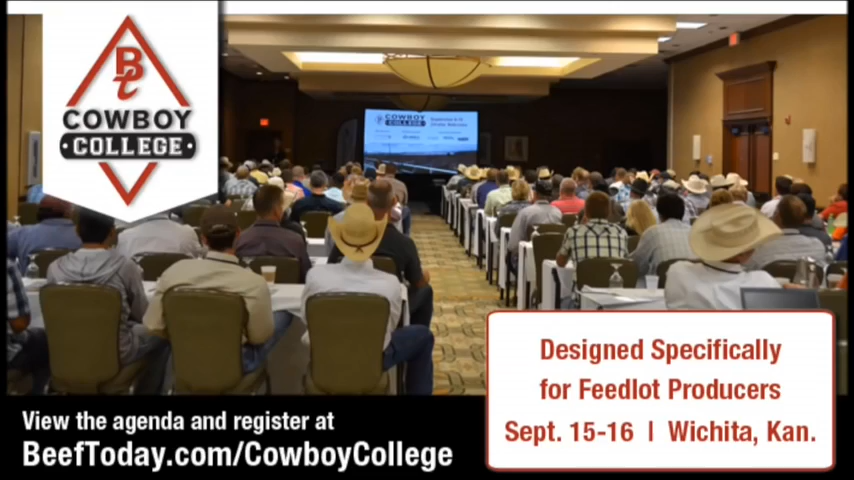 Bt
COWBOY
COLLEGE
COWBOY
COLLEGE
Designed Specifically
for Feedlot Producers
Sept. 15-16 | Wichita, Kan.
View the agenda and register at
BeefToday.com/CowboyCollege